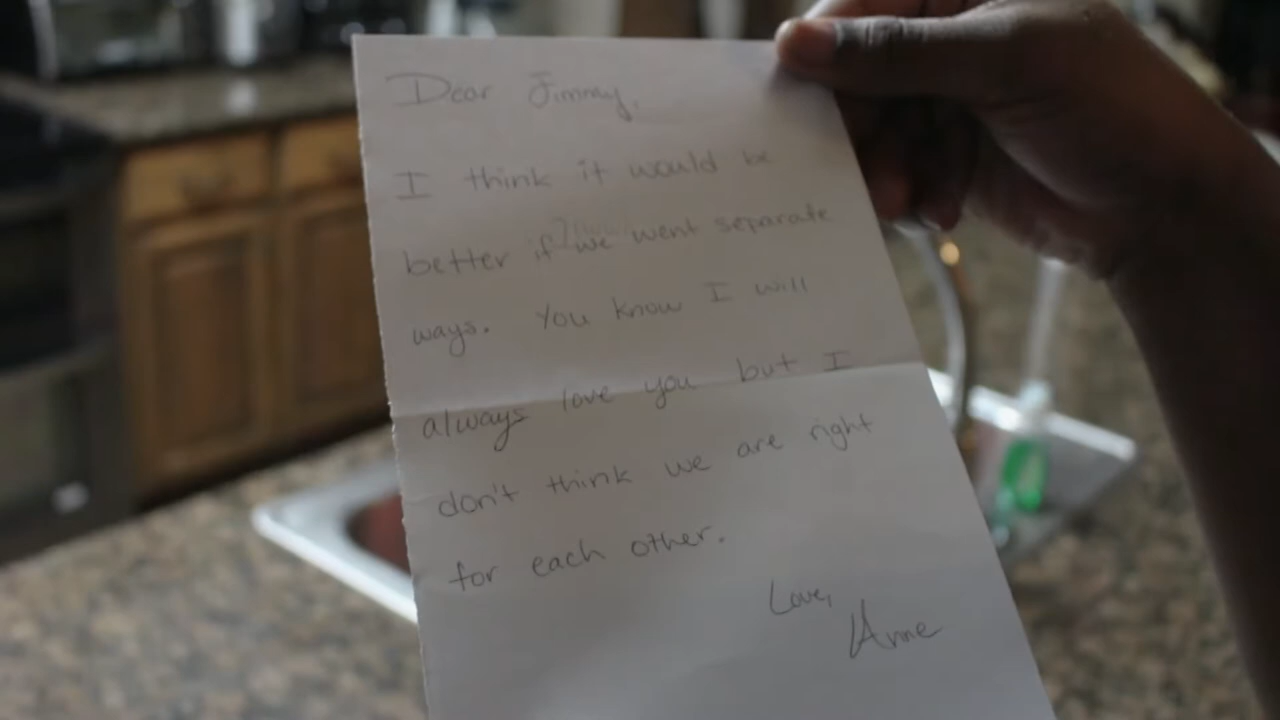 Dear Jimmy,
I think it would be
better if we went separate
ways. You know I will
always love you but I
don't think we are right
for each other.
Love,
Anne